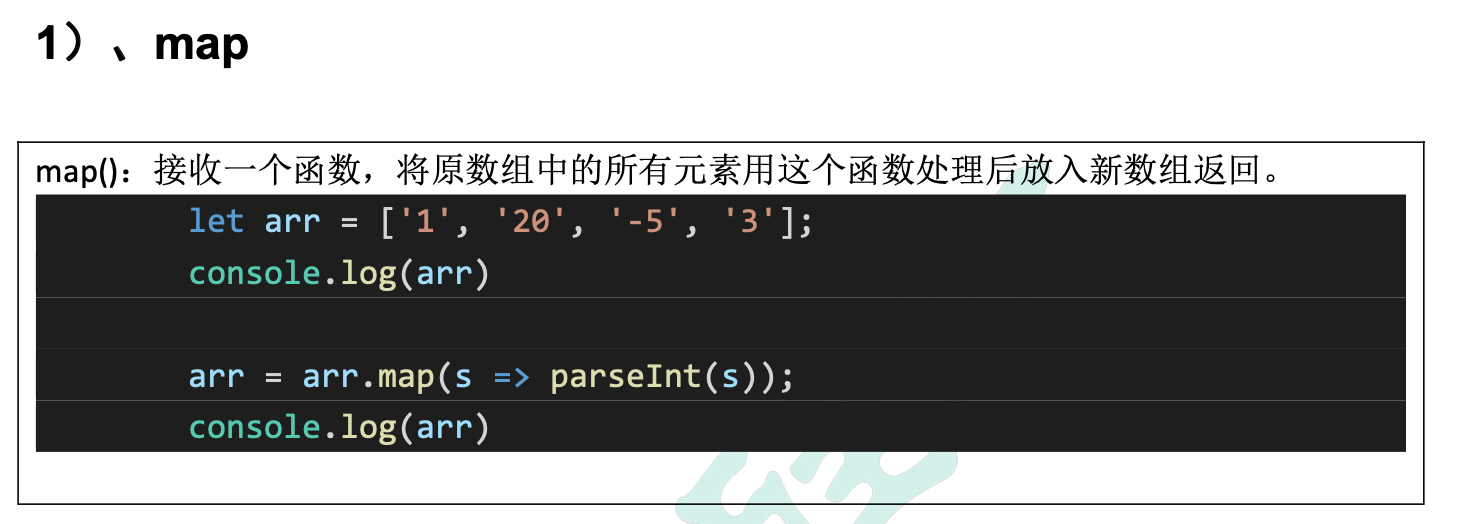 1）、map
map()：接收一个函数，将原数组中的所有元素用这个函数处理后放入新数组返回。
let arr = ['1', '20', '-5', '3'];
console.log(arr)
arr = arr.map(s => parseInt(s));
console.log(arr)